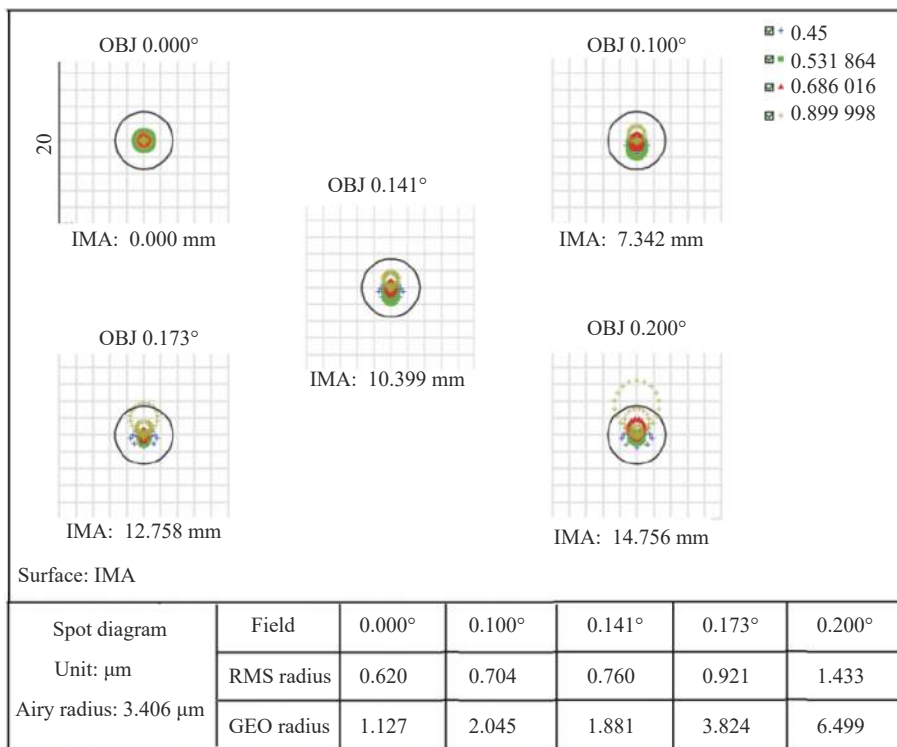 OBJ 0.000°
OBJ 0.100°
0.45
0.531 864
0.686 016
0.899 998
20
IMA: 0.000 mm
IMA: 7.342 mm
OBJ 0.141°
IMA: 10.399 mm
OBJ 0.173°
OBJ 0.200°
IMA: 12.758 mm
IMA: 14.756 mm
Surface: IMA
Spot diagram
Unit: μm
Airy radius: 3.406 μm
Field 0.000° 0.100° 0.141° 0.173° 0.200°
RMS radius 0.620 0.704 0.760 0.921 1.433
GEO radius 1.127 2.045 1.881 3.824 6.499